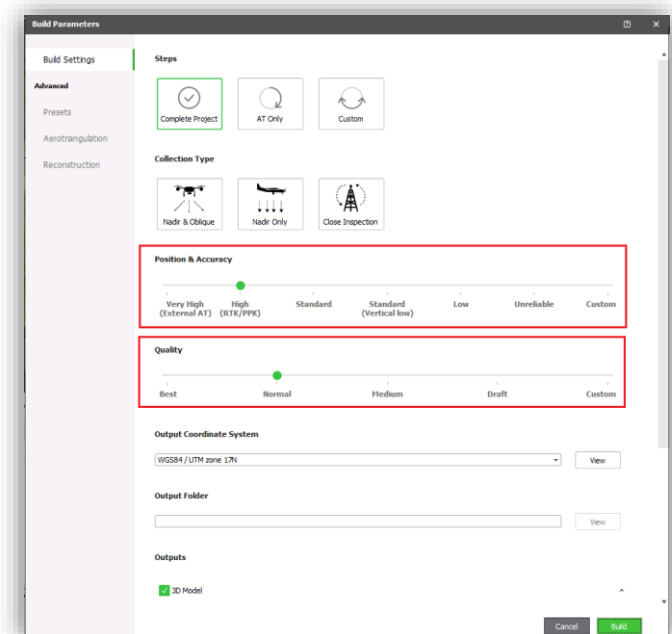 Build Parameters
Build Settings
Advanced
Presets
Aerotriangulation
Reconstruction
Steps
Complete Project
AT Only
Custom
Collection Type
Nadir & Oblique
Nadir Only
Close Inspection
Position & Accuracy
Very High
(External AT)
High
(RTK/PPK)
Standard
Standard
(Vertical low)
Low
Unreliable
Custom
Quality
Best
Normal
Medium
Draft
Custom
Output Coordinate System
WGS84 / UTM zone 17N
View
Output Folder
View
Outputs
3D Model
Cancel
Build